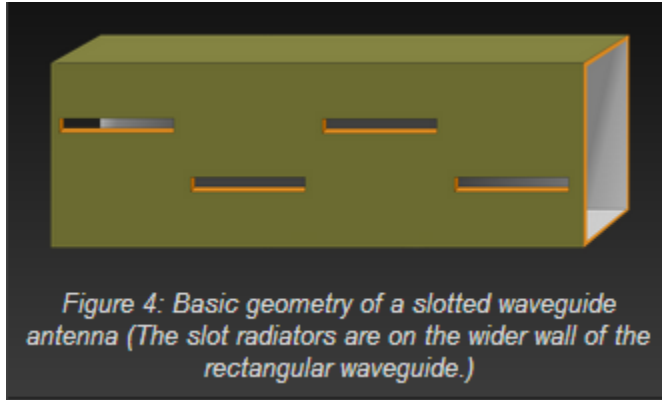 Figure 4: Basic geometry of a slotted waveguide
antenna (The slot radiators are on the wider wall of the
rectangular waveguide.)